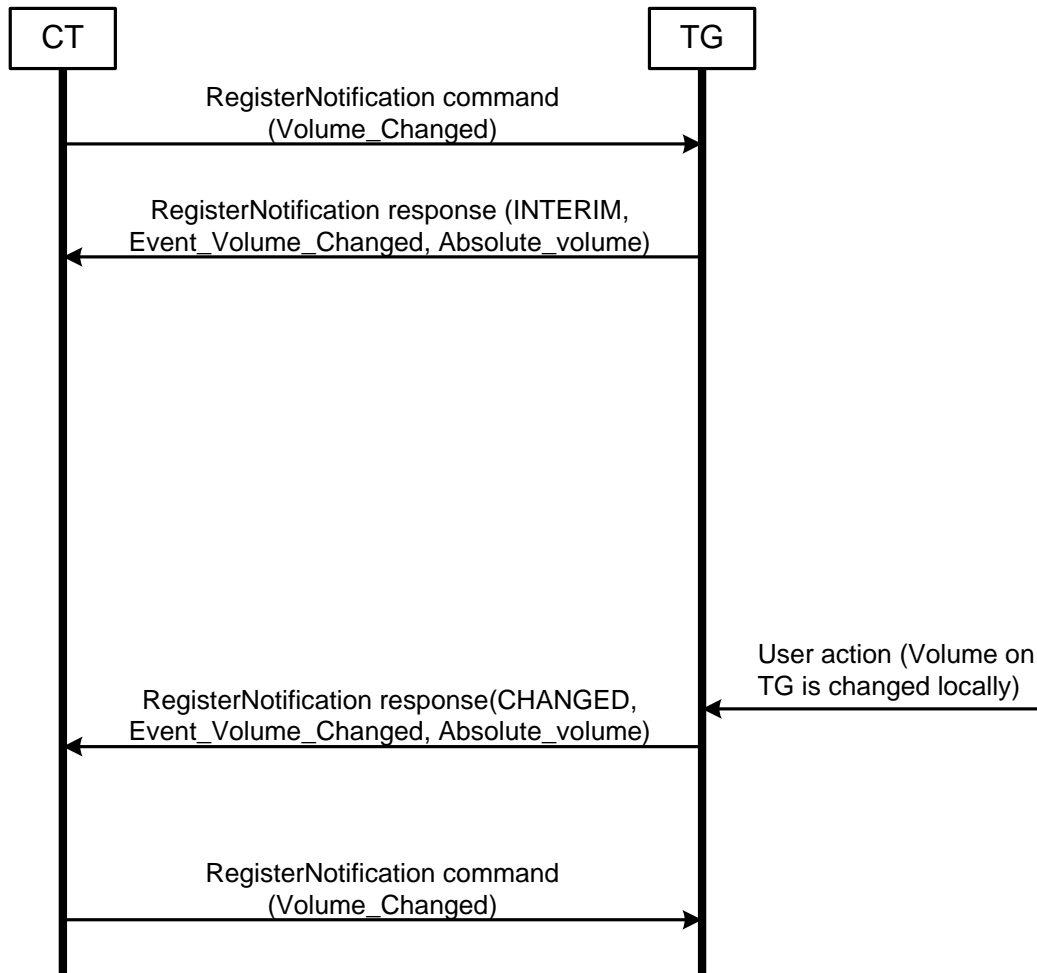 CT
TG
RegisterNotification command
(Volume_Changed)
RegisterNotification response (INTERIM,
Event_Volume_Changed, Absolute_volume)
User action (Volume on
TG is changed locally)
RegisterNotification response(CHANGED,
Event_Volume_Changed, Absolute_volume)
RegisterNotification command
(Volume_Changed)